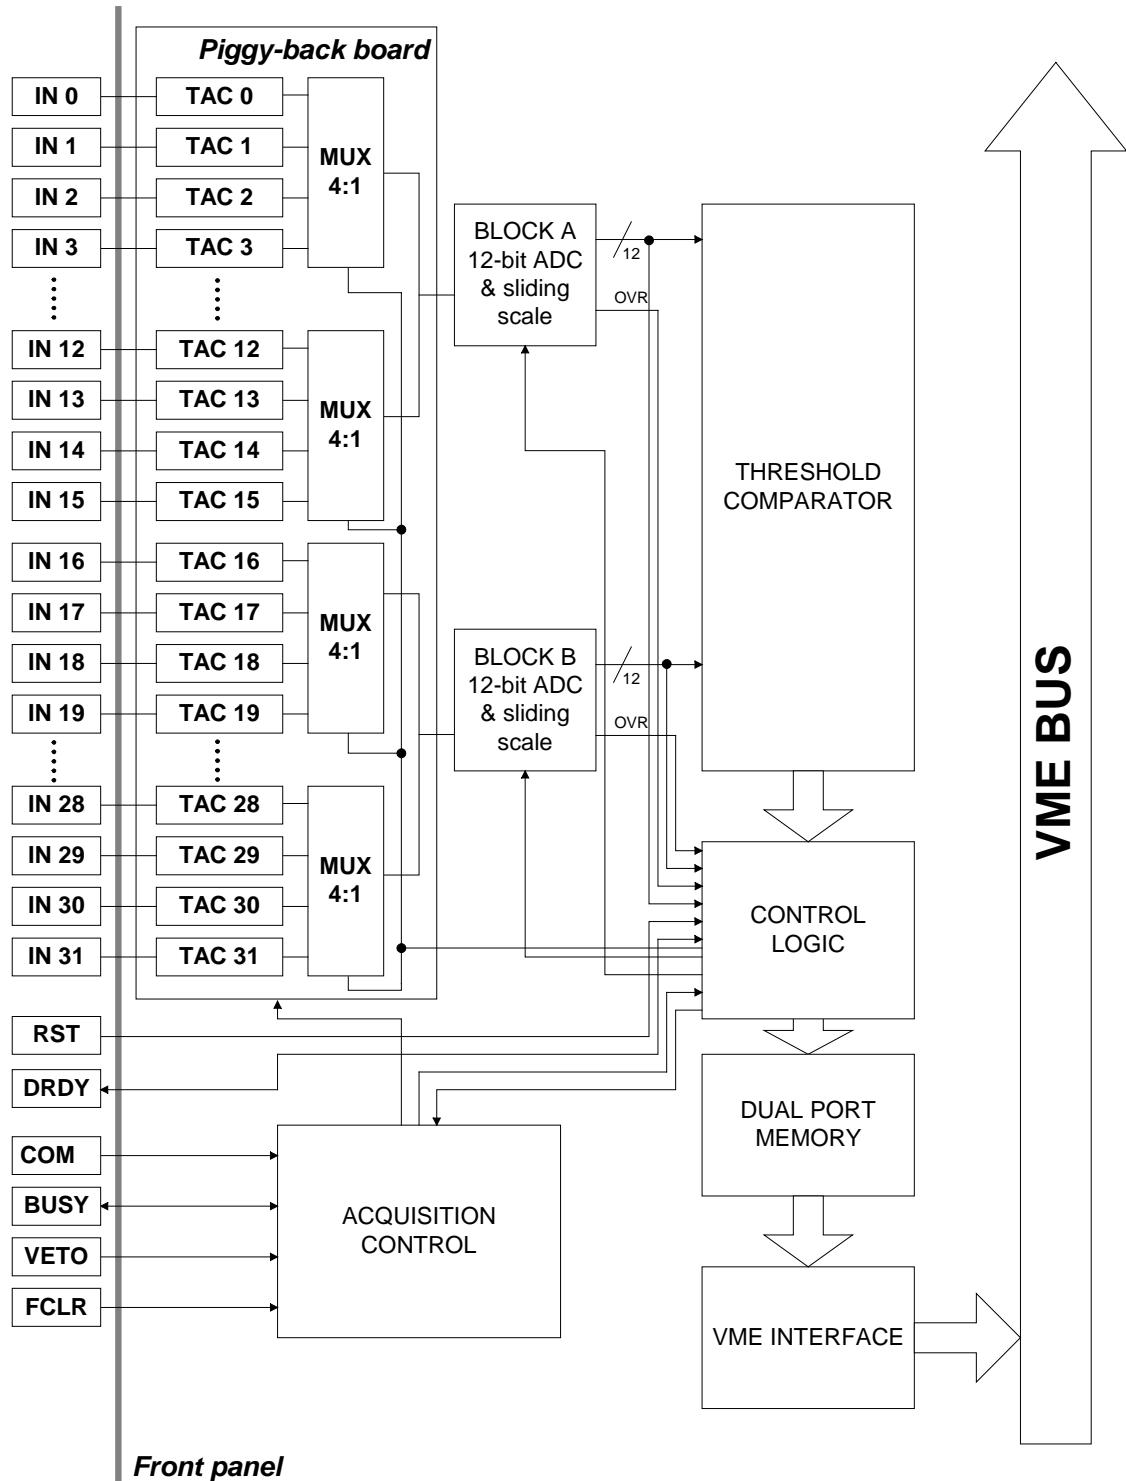 Piggy-back board
IN 0
TAC 0
IN 1
TAC 1
IN 2
TAC 2
IN 3
TAC 3
MUX
4:1
IN 12
TAC 12
IN 13
TAC 13
IN 14
TAC 14
IN 15
TAC 15
MUX
4:1
IN 16
TAC 16
IN 17
TAC 17
IN 18
TAC 18
IN 19
TAC 19
MUX
4:1
IN 28
TAC 28
IN 29
TAC 29
IN 30
TAC 30
IN 31
TAC 31
MUX
4:1
BLOCK A
12-bit ADC
& sliding
scale
12
OVR
BLOCK B
12-bit ADC
& sliding
scale
12
OVR
THRESHOLD
COMPARATOR
CONTROL
LOGIC
DUAL PORT
MEMORY
VME INTERFACE
VME BUS
RST
DRDY
COM
BUSY
VETO
FCLR
ACQUISITION
CONTROL
Front panel